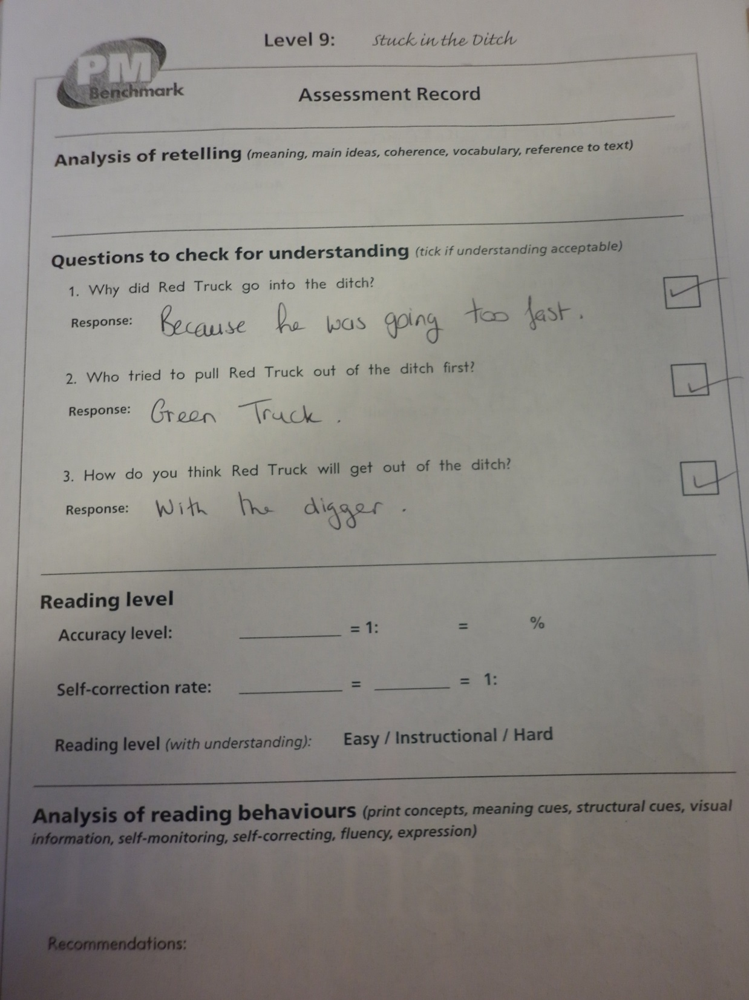 Level 9: Stuck in the Ditch
PM
Benchmark
Assessment Record
Analysis of retelling (meaning, main ideas, coherence, vocabulary, reference to text)
Questions to check for understanding (tick if understanding acceptable)
1. Why did Red Truck go into the ditch?
Response: Because he was going too fast.
2. Who tried to pull Red Truck out of the ditch first?
Response: Green Truck.
3. How do you think Red Truck will get out of the ditch?
Response: With the digger.
Reading level
Accuracy level: ________ = 1: = %
Self-correction rate: ________ = ______ = 1:
Reading level (with understanding): Easy / Instructional / Hard
Analysis of reading behaviours (print concepts, meaning cues, structural cues, visual
information, self-monitoring, self-correcting, fluency, expression)
Recommendations: